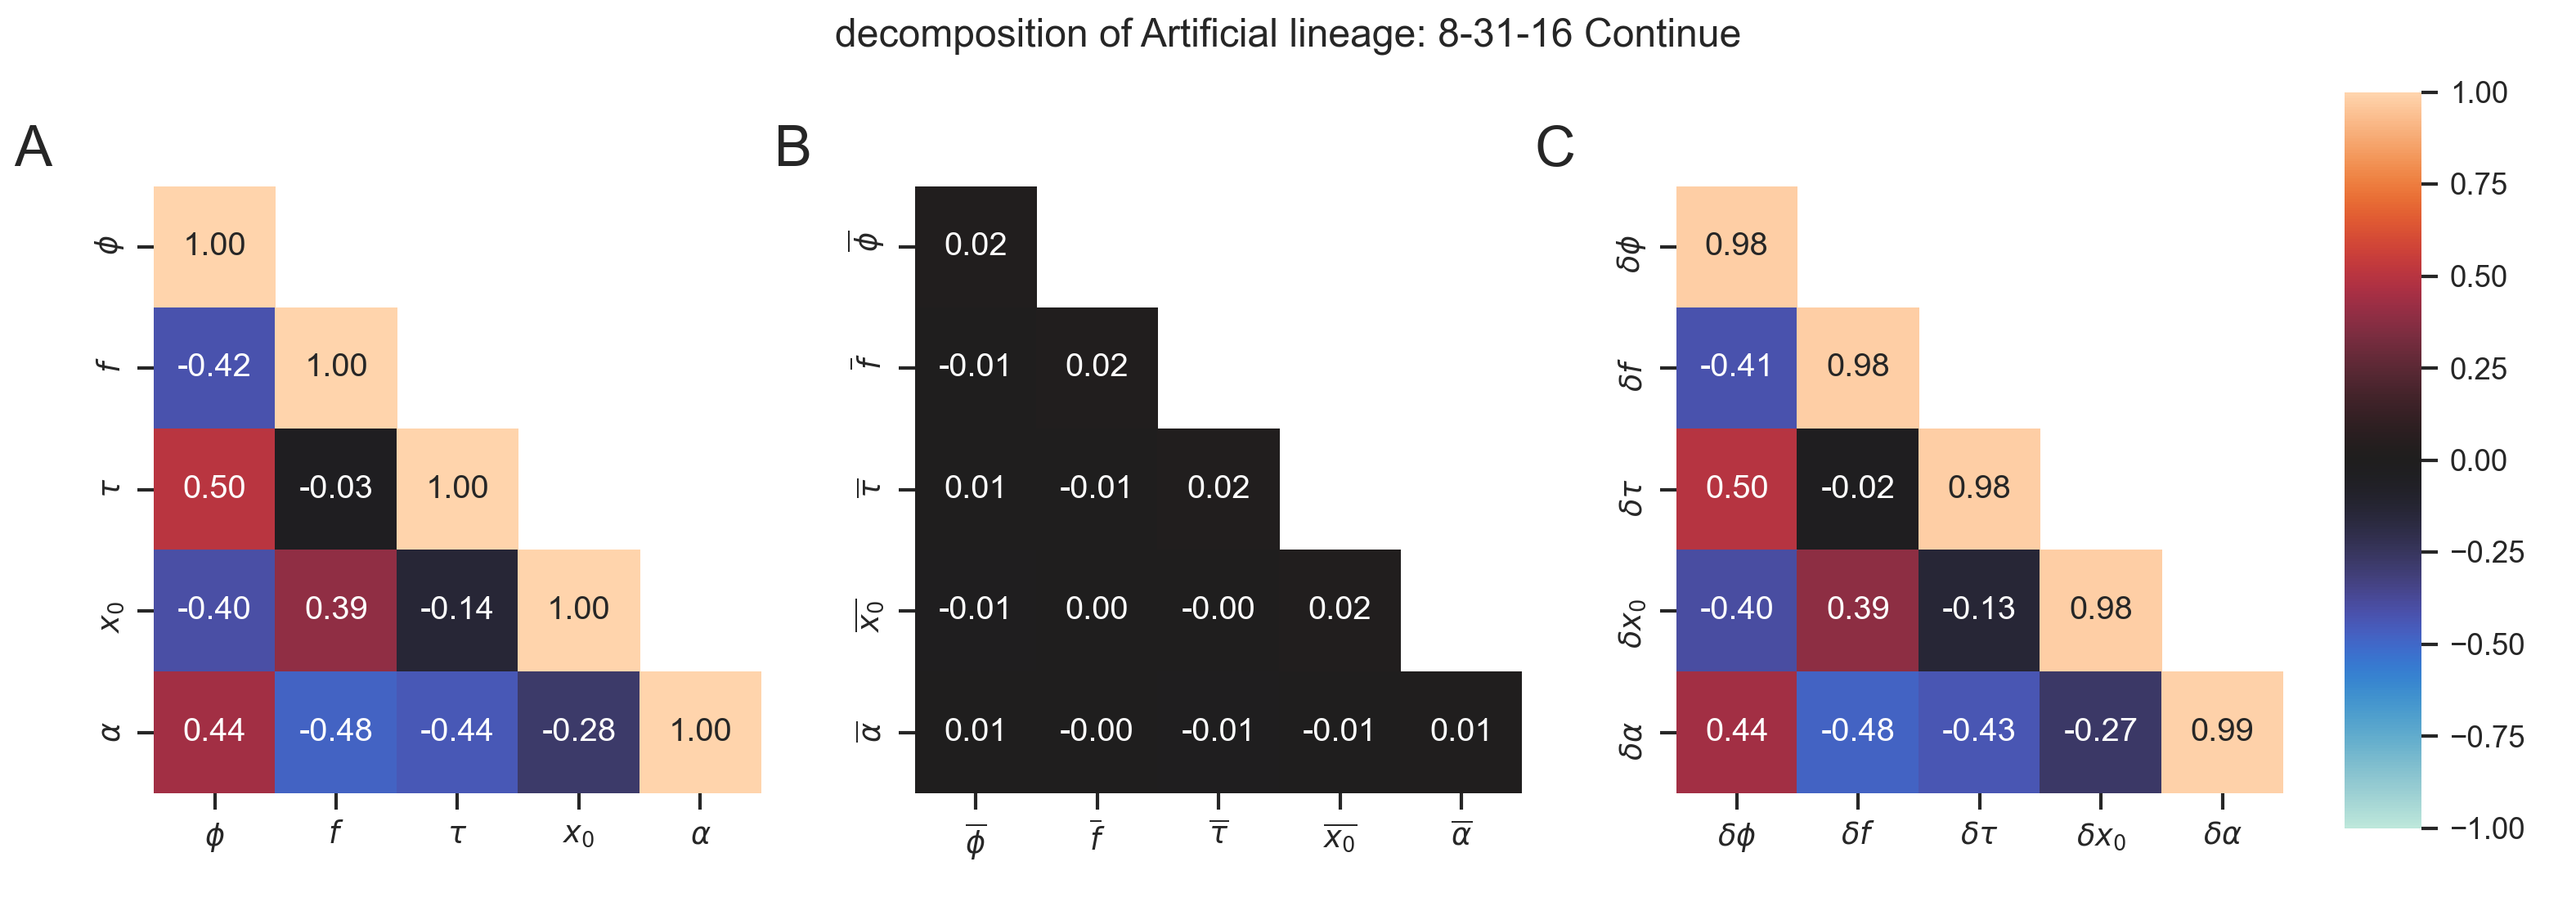 decomposition of Artificial lineage: 8-31-16 Continue
A
ϕ 1.00
f -0.42 1.00
τ 0.50 -0.03 1.00
x₀ -0.40 0.39 -0.14 1.00
α 0.44 -0.48 -0.44 -0.28 1.00
ϕ f τ x₀ α
B
ϕ̅ 0.02
f̅ -0.01 0.02
τ̅ 0.01 -0.01 0.02
x̅₀̅ -0.01 0.00 -0.00 0.02
α̅ 0.01 -0.00 -0.01 -0.01 0.01
ϕ̅ f̅ τ̅ x̅₀̅ α̅
C
δϕ 0.98
δf -0.41 0.98
δτ 0.50 -0.02 0.98
δx₀ -0.40 0.39 -0.13 0.98
δα 0.44 -0.48 -0.43 -0.27 0.99
δϕ δf δτ δx₀ δα
1.00
0.75
0.50
0.25
0.00
−0.25
−0.50
−0.75
−1.00